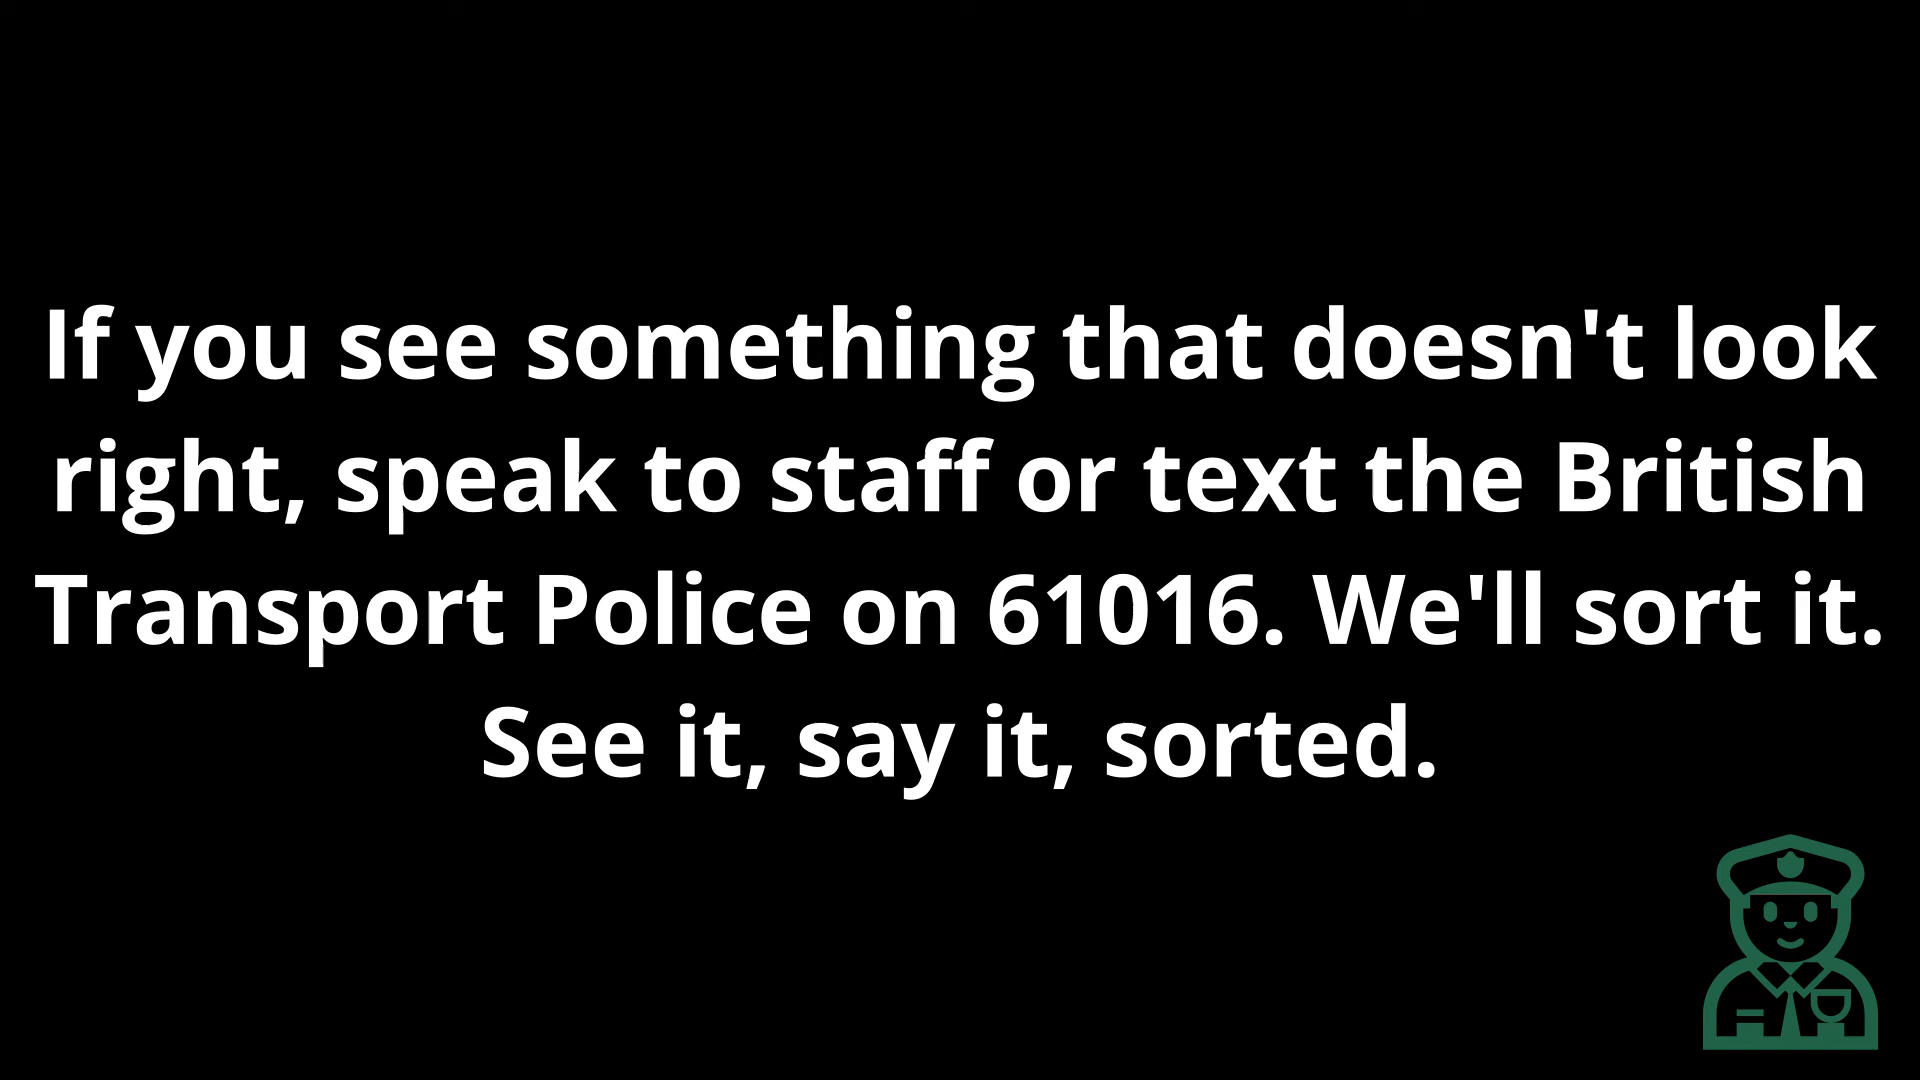 If you see something that doesn't look
right, speak to staff or text the British
Transport Police on 61016. We'll sort it.
See it, say it, sorted.